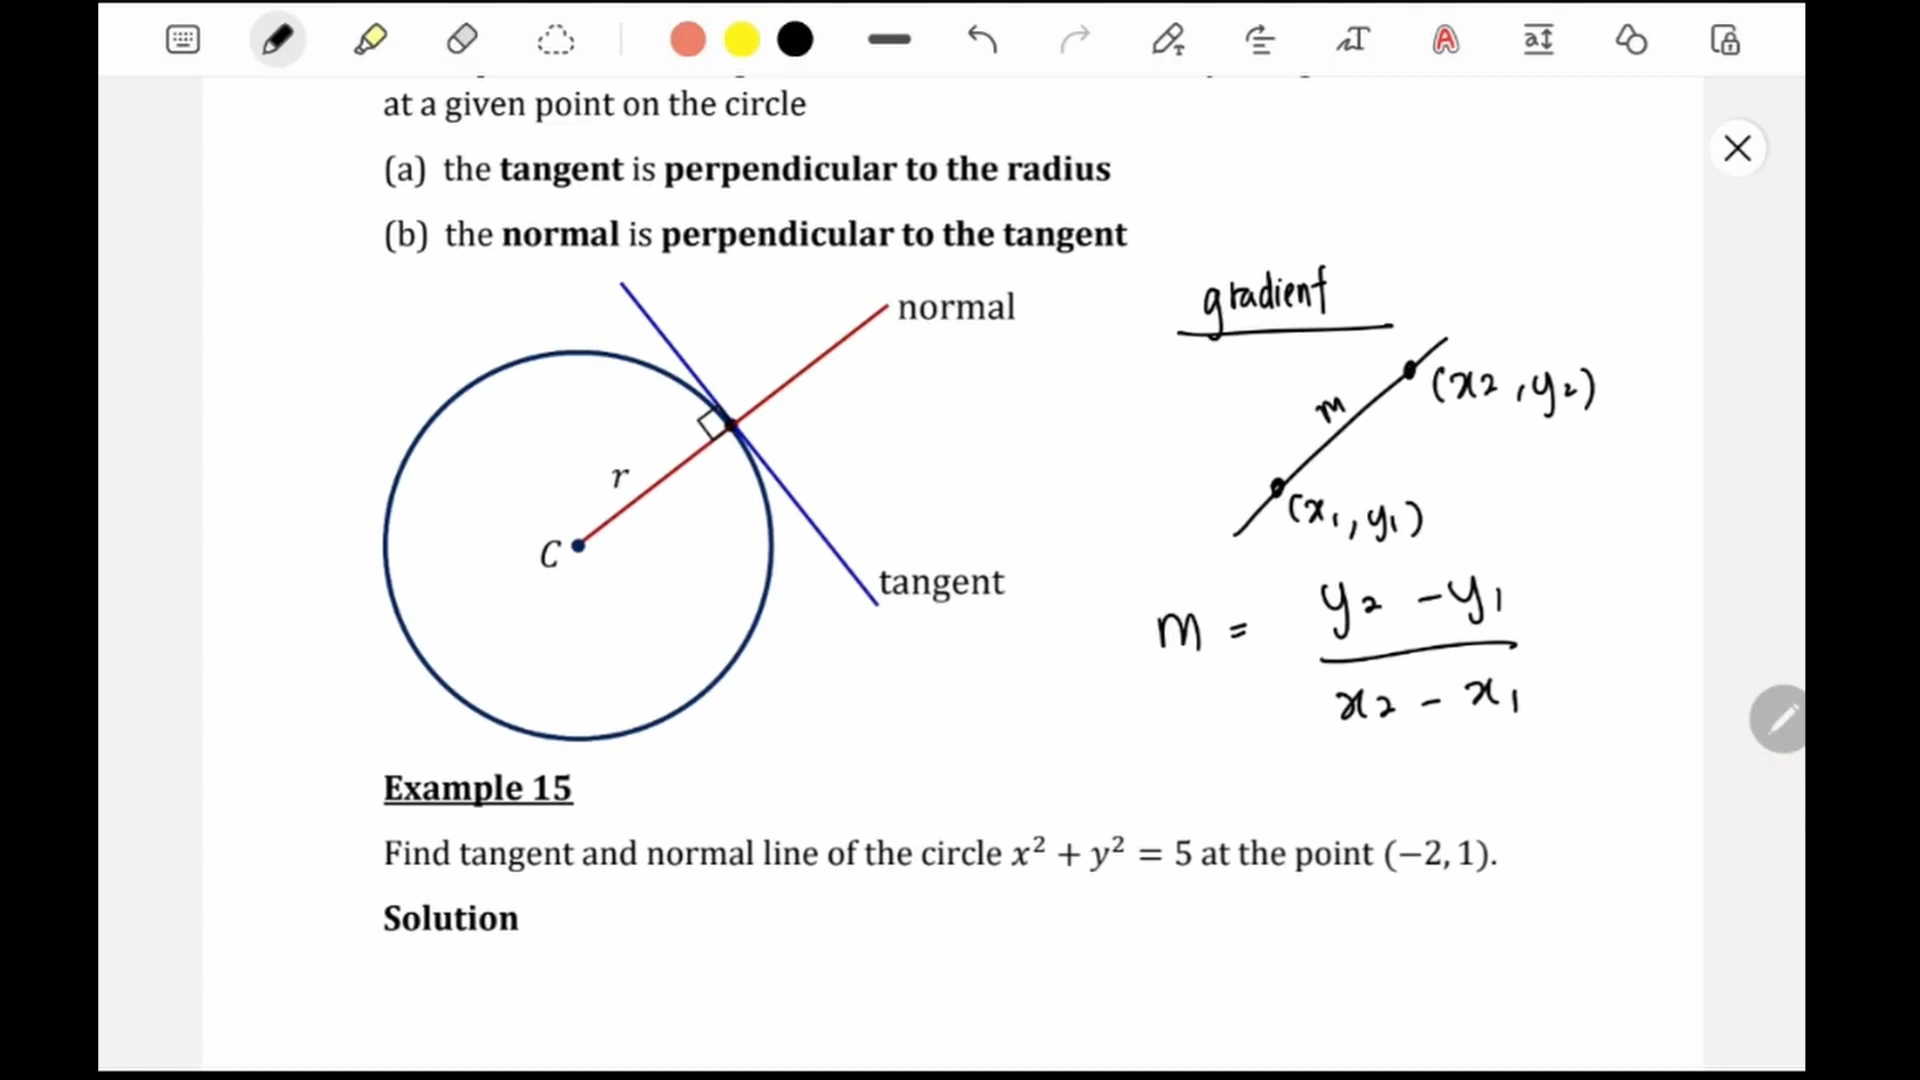 at a given point on the circle
(a) the tangent is perpendicular to the radius
(b) the normal is perpendicular to the tangent
normal
r
C
tangent
gradient
m
(x2, y2)
(x1, y1)
m = y2 - y1
x2 - x1
Example 15
Find tangent and normal line of the circle x² + y² = 5 at the point (−2, 1).
Solution